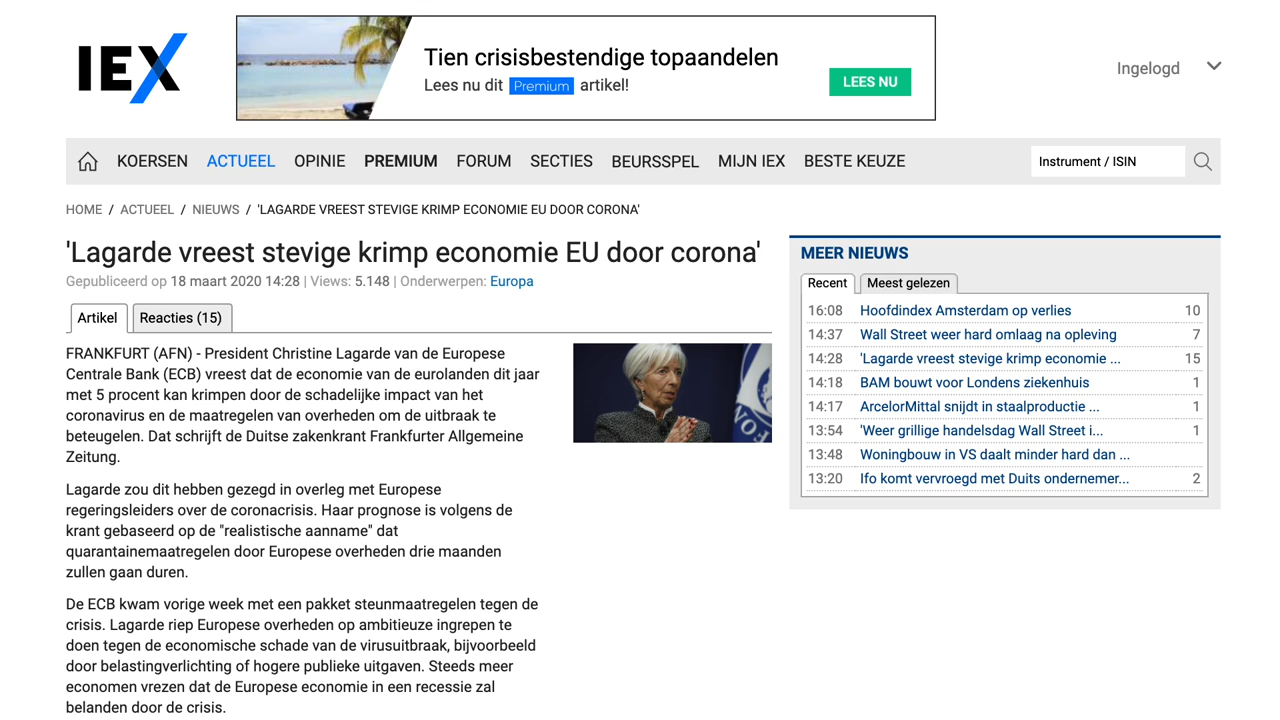 IEX
Tien crisisbestendige topaandelen
Lees nu dit Premium artikel!
LEES NU
Ingelogd
KOERSEN ACTUEEL OPINIE PREMIUM FORUM SECTIES BEURSSPEL MIJN IEX BESTE KEUZE
Instrument / ISIN
HOME / ACTUEEL / NIEUWS / 'LAGARDE VREEST STEVIGE KRIMP ECONOMIE EU DOOR CORONA'
'Lagarde vreest stevige krimp economie EU door corona'
Gepubliceerd op 18 maart 2020 14:28 | Views: 5.148 | Onderwerpen: Europa
Artikel Reacties (15)
FRANKFURT (AFN) - President Christine Lagarde van de Europese
Centrale Bank (ECB) vreest dat de economie van de eurolanden dit jaar
met 5 procent kan krimpen door de schadelijke impact van het
coronavirus en de maatregelen van overheden om de uitbraak te
beteugelen. Dat schrijft de Duitse zakenkrant Frankfurter Allgemeine
Zeitung.
Lagarde zou dit hebben gezegd in overleg met Europese
regeringsleiders over de coronacrisis. Haar prognose is volgens de
krant gebaseerd op de "realistische aanname" dat
quarantainemaatregelen door Europese overheden drie maanden
zullen gaan duren.
De ECB kwam vorige week met een pakket steunmaatregelen tegen de
crisis. Lagarde riep Europese overheden op ambitieuze ingrepen te
doen tegen de economische schade van de virusuitbraak, bijvoorbeeld
door belastingverlichting of hogere publieke uitgaven. Steeds meer
economen vrezen dat de Europese economie in een recessie zal
belanden door de crisis.
MEER NIEUWS
Recent Meest gelezen
16:08 Hoofdindex Amsterdam op verlies 10
14:37 Wall Street weer hard omlaag na opleving 7
14:28 'Lagarde vreest stevige krimp economie ... 15
14:18 BAM bouwt voor Londens ziekenhuis 1
14:17 ArcelorMittal snijdt in staalproductie ... 1
13:54 'Weer grillige handelsdag Wall Street i... 1
13:48 Woningbouw in VS daalt minder hard dan ...
13:20 Ifo komt vervroegd met Duits ondernemer... 2